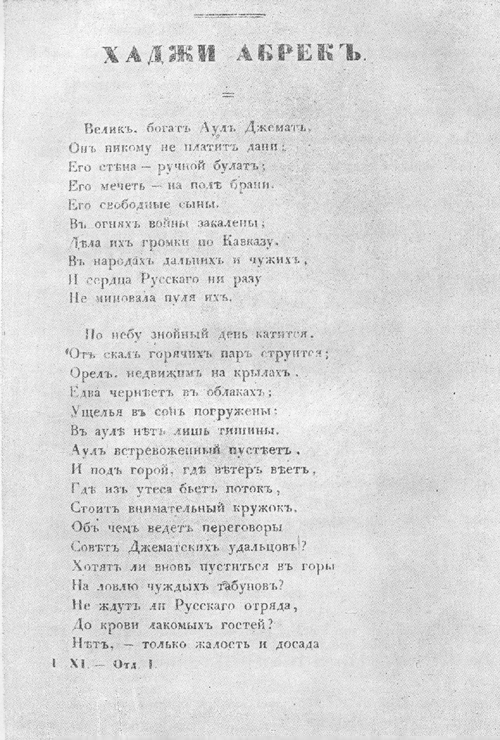 ХАДЖИ АБРЕКЪ.
Великъ, богатъ Аулъ Джематъ,
Онъ никому не платитъ дани;
Его стѣна — ручной булатъ;
Его мечеть — на полѣ брани.
Его свободные сыны.
Въ огняхъ войны закалены;
Дѣла ихъ громки по Кавказу,
Въ народахъ дальнихъ и чужихъ,
И сердца Русскаго ни разу
Не миновала пуля ихъ.
По небу знойный день катится,
Отъ скалъ горячихъ паръ струится;
Орелъ, недвижимъ на крылахъ,
Едва чернѣетъ въ облакахъ;
Ущелья въ сонъ погружены:
Въ аулѣ нѣтъ лишь тишины.
Аулъ встревоженный пустѣетъ,
И подъ горой, гдѣ вѣтеръ вѣетъ,
Гдѣ изъ утеса бьетъ потокъ,
Стоитъ внимательный кружокъ.
Объ чемъ ведетъ переговоры
Совѣтъ Джематскихъ удальцовъ?
Хотятъ ли вновь пуститься въ горы
На ловлю чуждыхъ табуновъ?
Не ждутъ ли Русскаго отряда,
До крови лакомыхъ гостей?
Нѣтъ, — только жалость и досада
XI. — Отд. I.